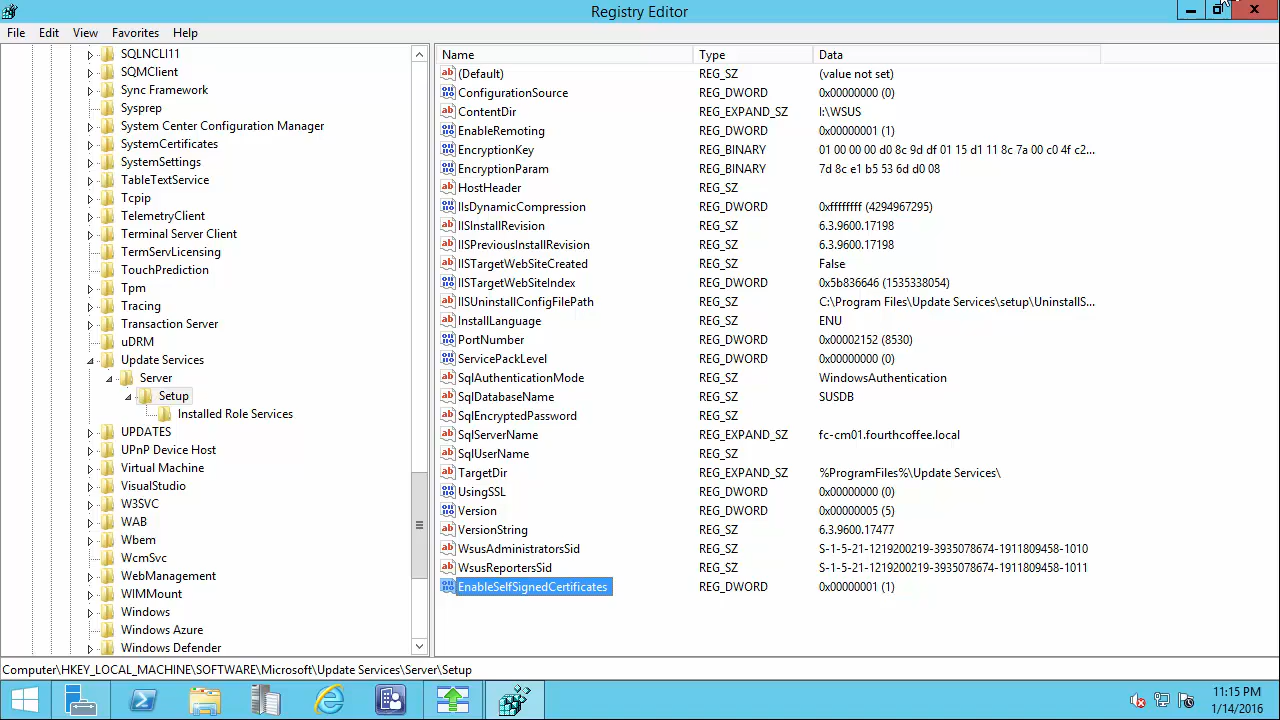 Registry Editor
File Edit View Favorites Help
SQLNCLI11
SQMClient
Sync Framework
Sysprep
System Center Configuration Manager
SystemCertificates
SystemSettings
TableTextService
Tcpip
TelemetryClient
Terminal Server Client
TermServLicensing
TouchPrediction
Tpm
Tracing
Transaction Server
uDRM
Update Services
Server
Setup
Installed Role Services
UPDATES
UPnP Device Host
Virtual Machine
VisualStudio
W3SVC
WAB
Wbem
WcmSvc
WebManagement
WIMMount
Windows
Windows Azure
Windows Defender
Name Type Data
(Default) REG_SZ (value not set)
ConfigurationSource REG_DWORD 0x00000000 (0)
ContentDir REG_EXPAND_SZ I:\WSUS
EnableRemoting REG_DWORD 0x00000001 (1)
EncryptionKey REG_BINARY 01 00 00 00 d0 8c 9d df 01 15 d1 11 8c 7a 00 c0 4f c2...
EncryptionParam REG_BINARY 7d 8c e1 b5 53 6d d0 08
HostHeader REG_SZ
IIsDynamicCompression REG_DWORD 0xffffffff (4294967295)
IISInstallRevision REG_SZ 6.3.9600.17198
IISPreviousInstallRevision REG_SZ 6.3.9600.17198
IISTargetWebSiteCreated REG_SZ False
IISTargetWebSiteIndex REG_DWORD 0x5b836646 (1535338054)
IISUninstallConfigFilePath REG_SZ C:\Program Files\Update Services\setup\UninstallS...
InstallLanguage REG_SZ ENU
PortNumber REG_DWORD 0x00002152 (8530)
ServicePackLevel REG_DWORD 0x00000000 (0)
SqlAuthenticationMode REG_SZ WindowsAuthentication
SqlDatabaseName REG_SZ SUSDB
SqlEncryptedPassword REG_SZ
SqlServerName REG_EXPAND_SZ fc-cm01.fourthcoffee.local
SqlUserName REG_SZ
TargetDir REG_EXPAND_SZ %ProgramFiles%\Update Services\
UsingSSL REG_DWORD 0x00000000 (0)
Version REG_DWORD 0x00000005 (5)
VersionString REG_SZ 6.3.9600.17477
WsusAdministratorsSid REG_SZ S-1-5-21-1219200219-3935078674-1911809458-1010
WsusReportersSid REG_SZ S-1-5-21-1219200219-3935078674-1911809458-1011
EnableSelfSignedCertificates REG_DWORD 0x00000001 (1)
Computer\HKEY_LOCAL_MACHINE\SOFTWARE\Microsoft\Update Services\Server\Setup
11:15 PM
1/14/2016